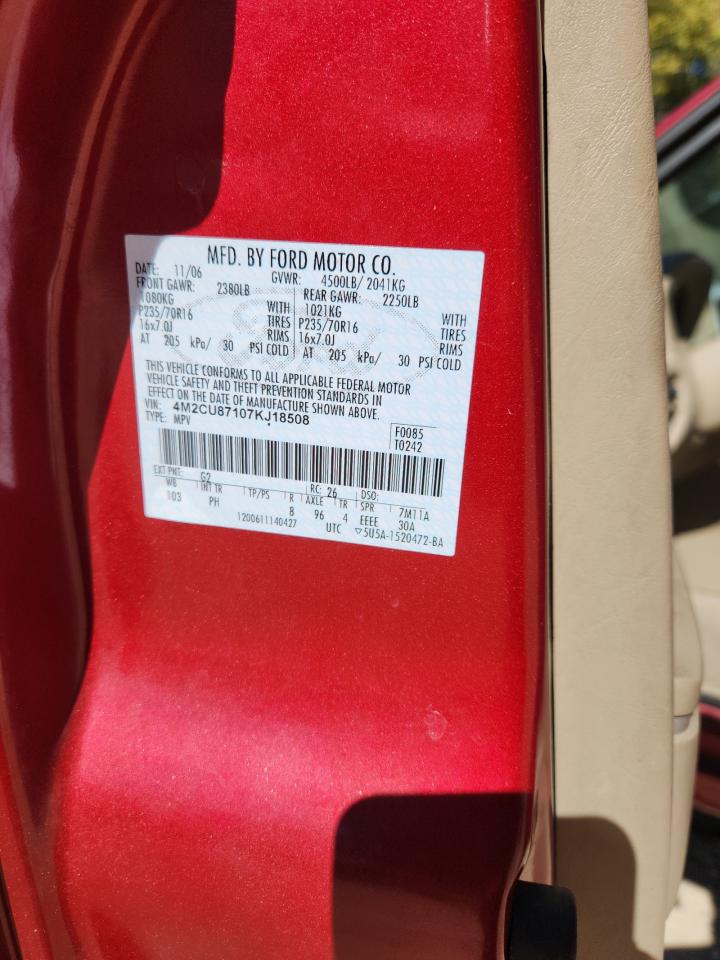 MFD. BY FORD MOTOR CO.
DATE: 11/06 GVWR: 4500LB/ 2041KG
FRONT GAWR: 2380LB REAR GAWR: 2250LB
1080KG WITH 1021KG WITH
P235/70R16 TIRES P235/70R16 TIRES
16x7.0J RIMS 16x7.0J RIMS
AT 205 kPa/ 30 PSI COLD AT 205 kPa/ 30 PSI COLD
THIS VEHICLE CONFORMS TO ALL APPLICABLE FEDERAL MOTOR
VEHICLE SAFETY AND THEFT PREVENTION STANDARDS IN
EFFECT ON THE DATE OF MANUFACTURE SHOWN ABOVE.
VIN: 4M2CU87107KJ18508 F0085
TYPE: MPV T0242
EXT PNT: G2 RC: 26 DSO:
WB INT TR TP/PS R AXLE TR SPR 7M11A
103 PH B 96 4 EEEE 30A
1200611140427 UTC ▽5U5A-1520472-BA